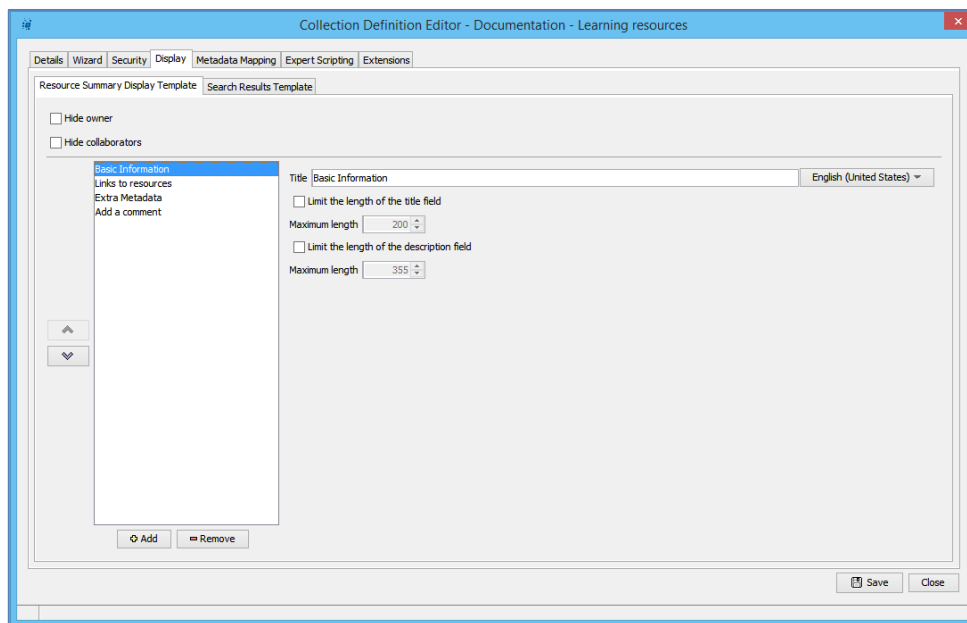 Collection Definition Editor - Documentation - Learning resources
Details Wizard Security Display Metadata Mapping Expert Scripting Extensions
Resource Summary Display Template Search Results Template
Hide owner
Hide collaborators
Basic Information
Links to resources
Extra Metadata
Add a comment
Title Basic Information English (United States)
Limit the length of the title field
Maximum length 200
Limit the length of the description field
Maximum length 355
Add Remove
Save Close